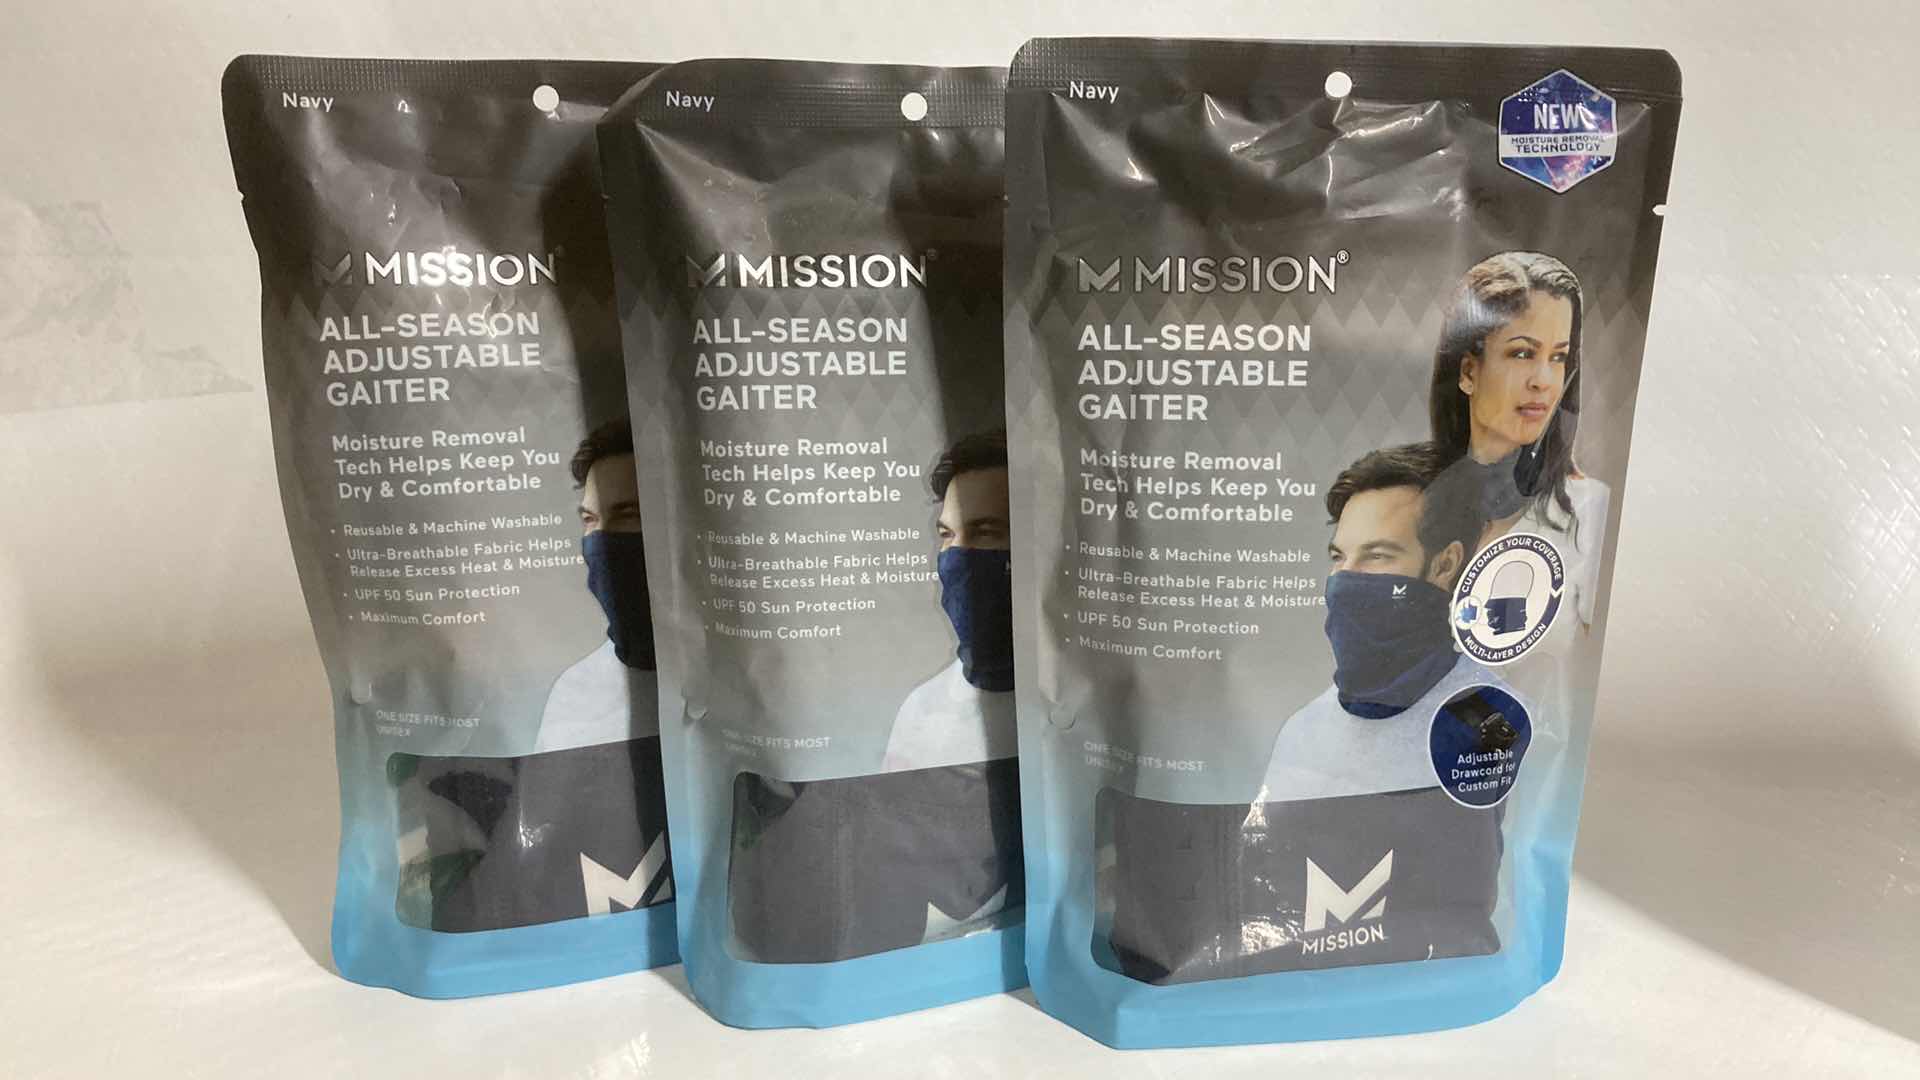 Navy
MISSION
ALL-SEASON
ADJUSTABLE
GAITER
Moisture Removal
Tech Helps Keep You
Dry & Comfortable
• Reusable & Machine Washable
• Ultra-Breathable Fabric Helps
Release Excess Heat & Moisture
• UPF 50 Sun Protection
• Maximum Comfort
ONE SIZE FITS MOST
UNISEX
Navy
MISSION®
ALL-SEASON
ADJUSTABLE
GAITER
Moisture Removal
Tech Helps Keep You
Dry & Comfortable
• Reusable & Machine Washable
• Ultra-Breathable Fabric Helps
Release Excess Heat & Moisture
• UPF 50 Sun Protection
• Maximum Comfort
ONE SIZE FITS MOST
UNISEX
Navy
NEW
MOISTURE REMOVAL
TECHNOLOGY
MISSION®
ALL-SEASON
ADJUSTABLE
GAITER
Moisture Removal
Tech Helps Keep You
Dry & Comfortable
• Reusable & Machine Washable
• Ultra-Breathable Fabric Helps
Release Excess Heat & Moisture
• UPF 50 Sun Protection
• Maximum Comfort
CUSTOMIZE YOUR COVERAGE
MULTI-LAYER DESIGN
Adjustable
Drawcord for
Custom Fit
ONE SIZE FITS MOST
UNISEX
MISSION